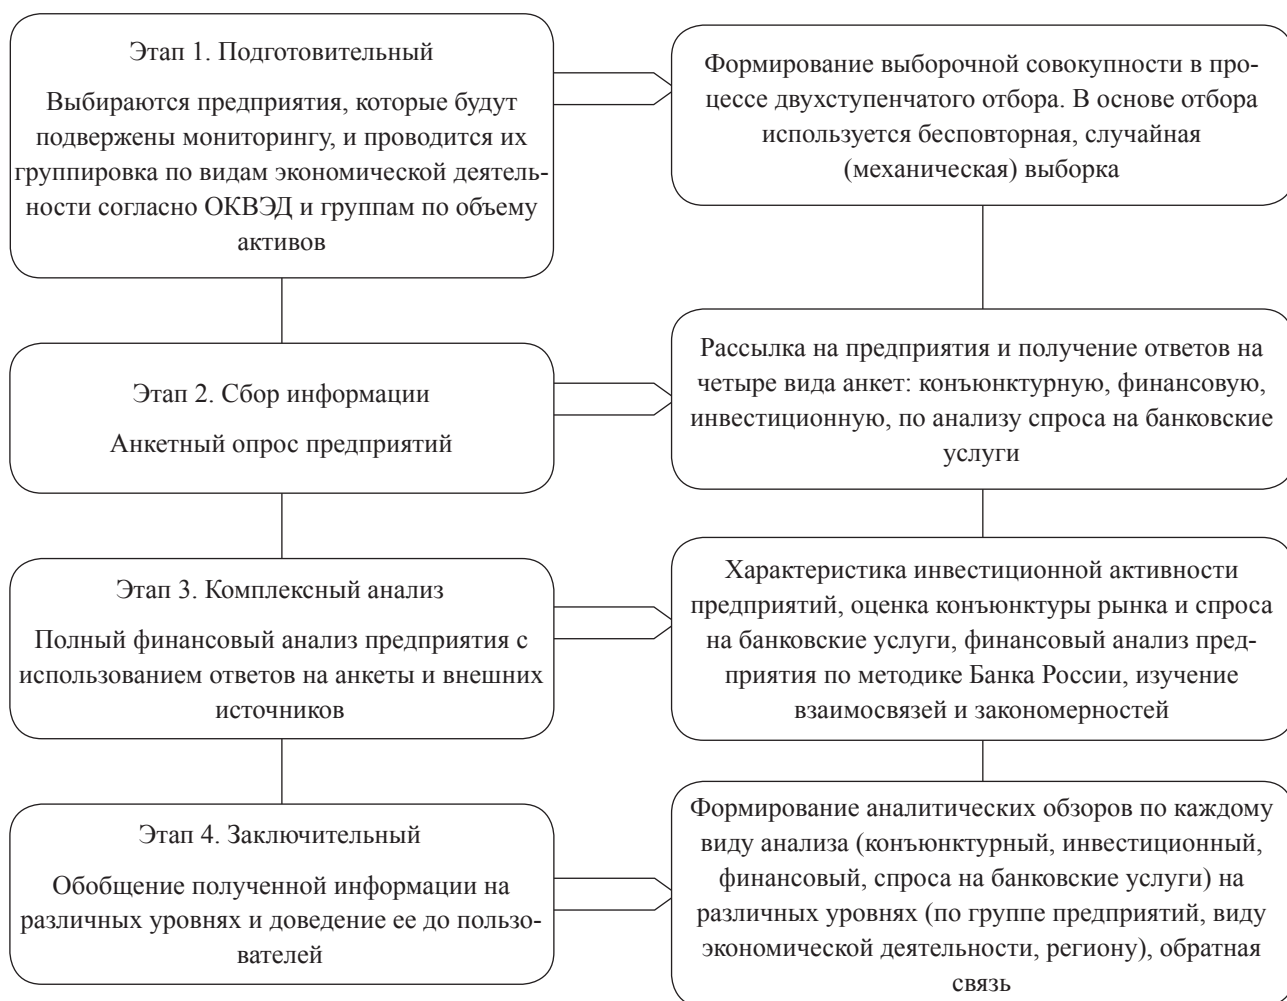 Этап 1. Подготовительный
Выбираются предприятия, которые будут
подвержены мониторингу, и проводится их
группировка по видам экономической деятель-
ности согласно ОКВЭД и группам по объему
активов
Формирование выборочной совокупности в про-
цессе двухступенчатого отбора. В основе отбора
используется бесповторная, случайная
(механическая) выборка
Этап 2. Сбор информации
Анкетный опрос предприятий
Рассылка на предприятия и получение ответов на
четыре вида анкет: конъюнктурную, финансовую,
инвестиционную, по анализу спроса на банковские
услуги
Этап 3. Комплексный анализ
Полный финансовый анализ предприятия с
использованием ответов на анкеты и внешних
источников
Характеристика инвестиционной активности
предприятий, оценка конъюнктуры рынка и спроса
на банковские услуги, финансовый анализ пред-
приятия по методике Банка России, изучение
взаимосвязей и закономерностей
Этап 4. Заключительный
Обобщение полученной информации на
различных уровнях и доведение ее до пользо-
вателей
Формирование аналитических обзоров по каждому
виду анализа (конъюнктурный, инвестиционный,
финансовый, спроса на банковские услуги) на
различных уровнях (по группе предприятий, виду
экономической деятельности, региону), обратная
связь